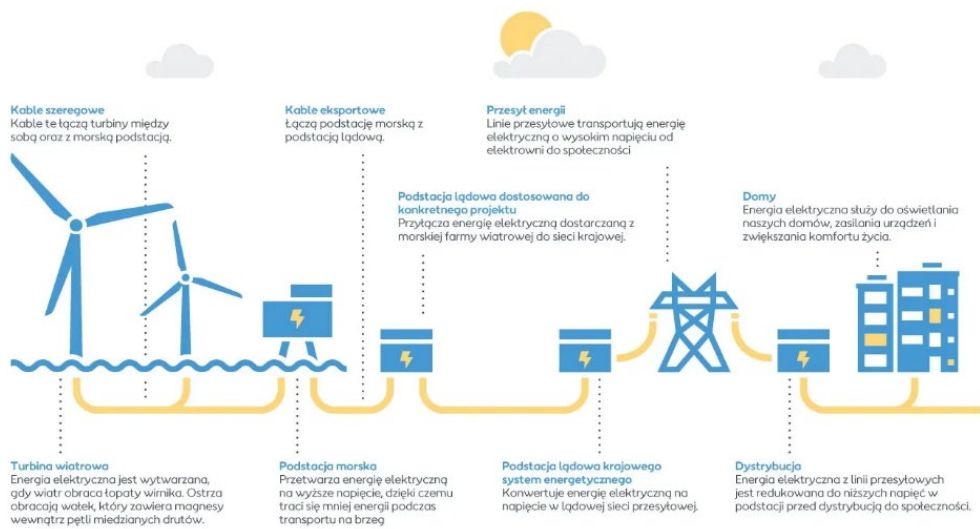 Kable szeregowe
Kable te łączą turbiny między
sobą oraz z morską podstacją.
Kable eksportowe
Łączą podstację morską z
podstacją lądową.
Przesył energii
Linie przesyłowe transportują energię
elektryczną o wysokim napięciu od
elektrowni do społeczności
Podstacja lądowa dostosowana do
konkretnego projektu
Przyłącza energię elektryczną dostarczaną z
morskiej farmy wiatrowej do sieci krajowej.
Domy
Energia elektryczna służy do oświetlania
naszych domów, zasilania urządzeń i
zwiększania komfortu życia.
Turbina wiatrowa
Energia elektryczna jest wytwarzana,
gdy wiatr obraca łopaty wirnika. Ostrza
obracają wałek, który zawiera magnesy
wewnątrz pętli miedzianych drutów.
Podstacja morska
Przetwarza energię elektryczną
na wyższe napięcie, dzięki czemu
traci się mniej energii podczas
transportu na brzeg
Podstacja lądowa krajowego
system energetycznego
Konwertuje energię elektryczną na
napięcie w lądowej sieci przesyłowej.
Dystrybucja
Energia elektryczna z linii przesyłowych
jest redukowana do niższych napięć w
podstacji przed dystrybucją do społeczności.